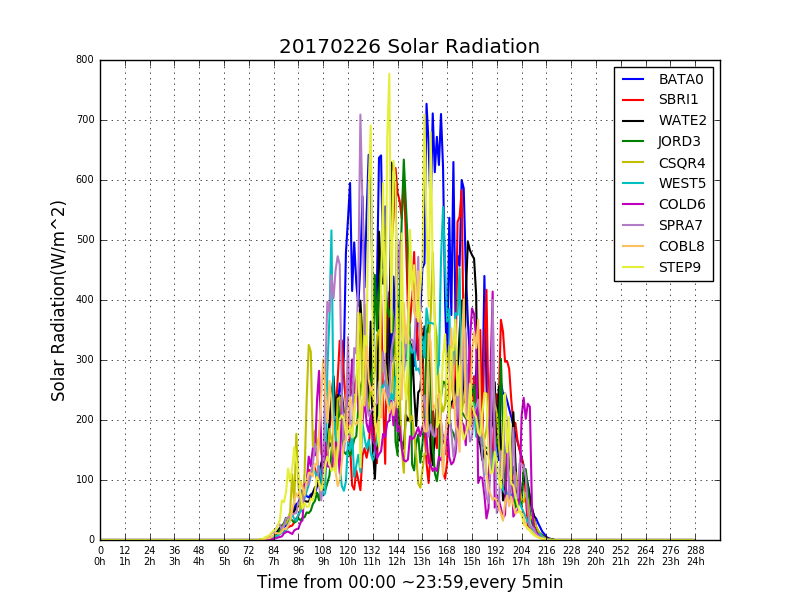 20170226 Solar Radiation
BATA0
SBRI1
WATE2
JORD3
CSQR4
WEST5
COLD6
SPRA7
COBL8
STEP9
Solar Radiation(W/m^2)
800
700
600
500
400
300
200
100
0
0 12 24 36 48 60 72 84 96 108 120 132 144 156 168 180 192 204 216 228 240 252 264 276 288
0h 1h 2h 3h 4h 5h 6h 7h 8h 9h 10h 11h 12h 13h 14h 15h 16h 17h 18h 19h 20h 21h 22h 23h 24h
Time from 00:00 ~23:59,every 5min